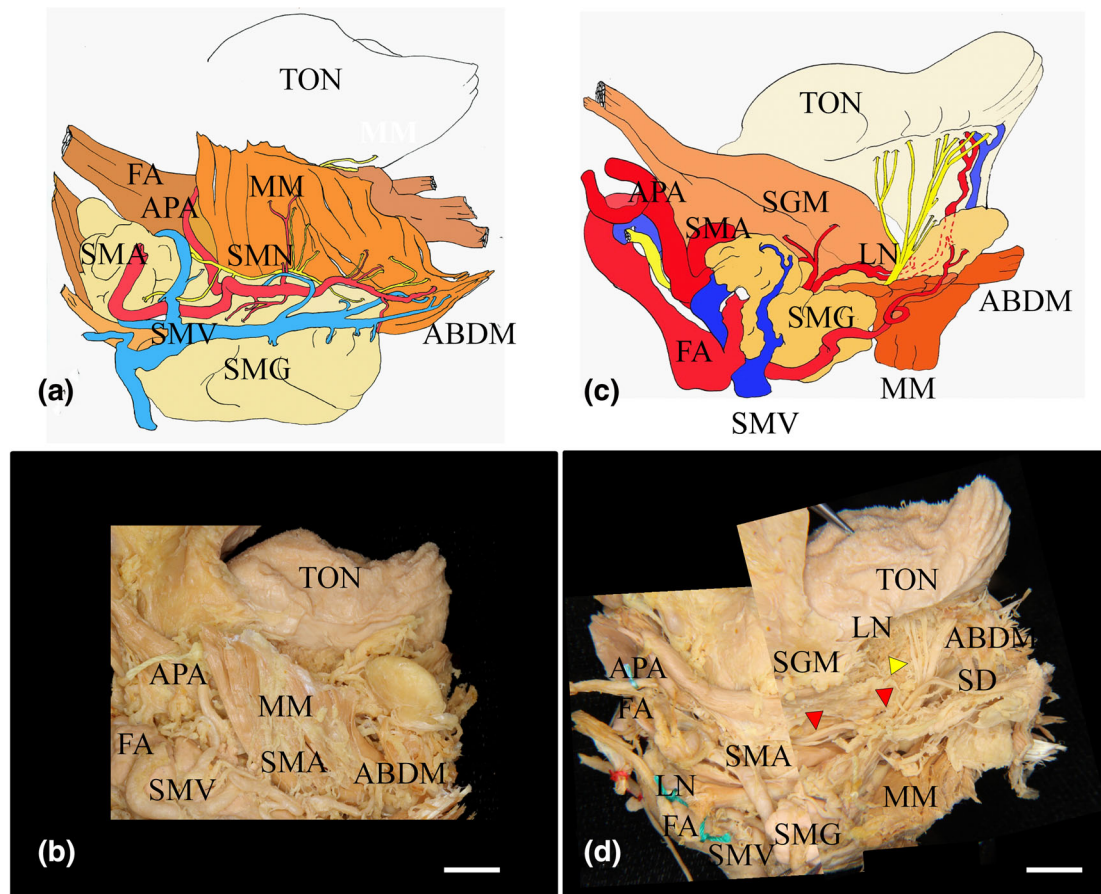 TON
MM
FA
MM
APA
SMA
SMN
SMV
ABDM
SMG
(a)
TON
APA
SGM
SMA
LN
ABDM
SMG
FA
MM
(c)
SMV
TON
APA
MM
FA
SMA
ABDM
SMV
(b)
TON
LN
ABDM
SGM
SD
APA
FA
SMA
LN
MM
FA
SMG
SMV
(d)